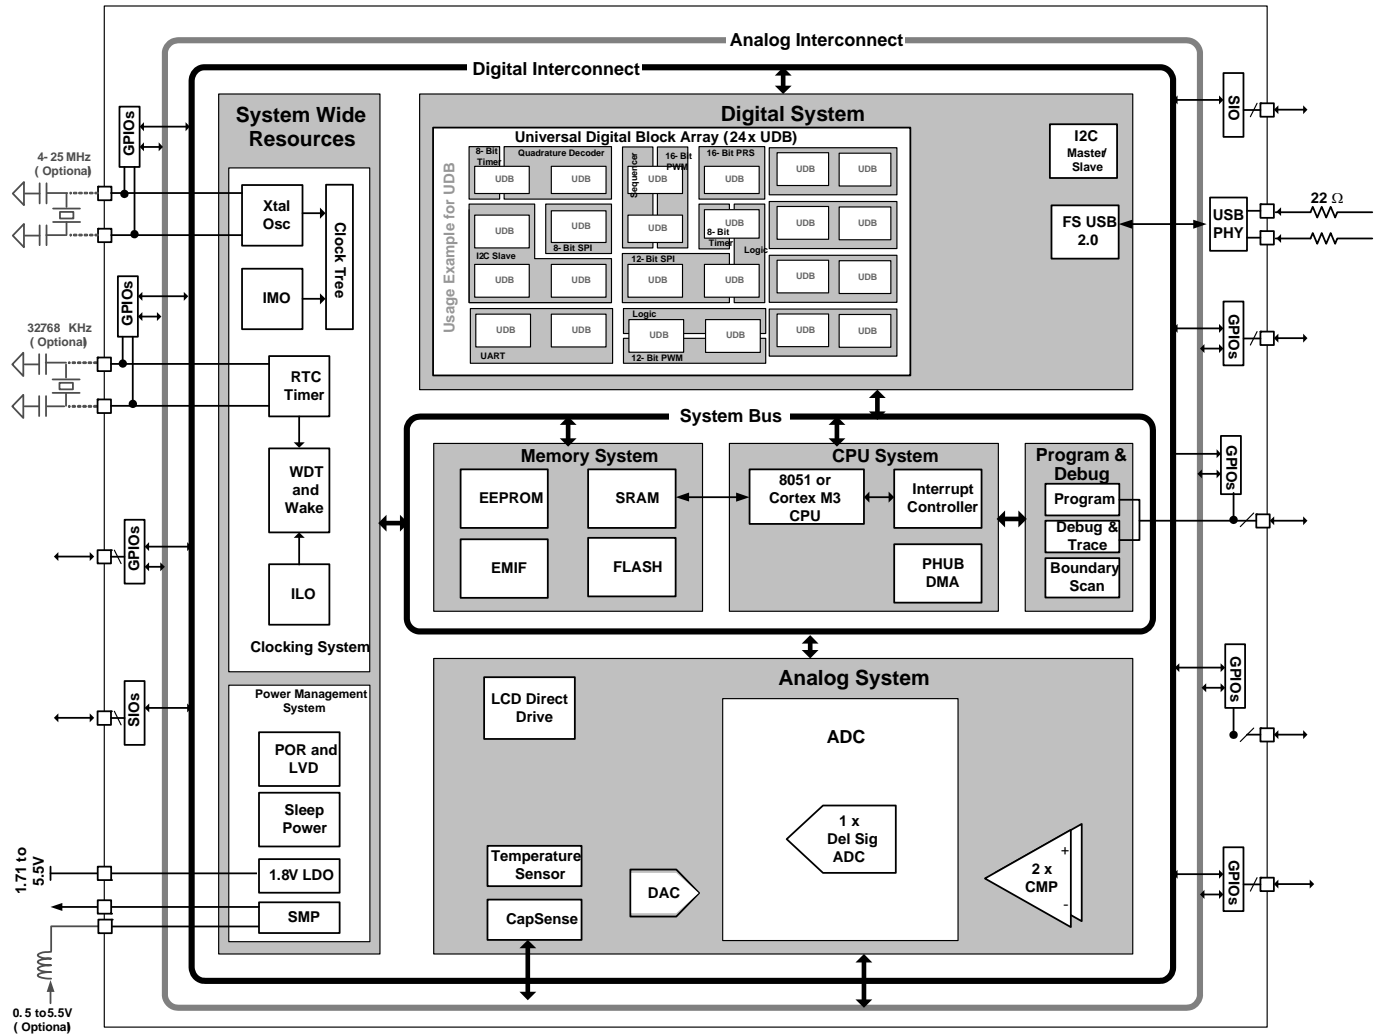 Analog Interconnect
Digital Interconnect
System Wide
Resources
Digital System
Universal Digital Block Array (24x UDB)
Usage Example for UDB
8- Bit
Timer
Quadrature Decoder
Sequencer
16- Bit
PWM
16- Bit PRS
UDB
UDB
UDB
UDB
UDB
UDB
UDB
UDB
UDB
8- Bit SPI
I2C Slave
UDB
8- Bit
Timer
UDB
Logic
UDB
UDB
UDB
UDB
12- Bit SPI
UDB
UDB
UDB
UDB
UDB
UDB
UART
Logic
UDB
UDB
12- Bit PWM
UDB
UDB
I2C
Master/
Slave
FS USB
2.0
GPIOs
4- 25 MHz
( Optional)
Xtal
Osc
Clock Tree
IMO
GPIOs
32768 KHz
( Optional)
RTC
Timer
WDT
and
Wake
ILO
Clocking System
GPIOs
SIOs
Power Management
System
POR and
LVD
Sleep
Power
1.8V LDO
SMP
1.71 to
5.5V
0. 5 to5.5V
( Optional)
System Bus
Memory System
EEPROM
SRAM
EMIF
FLASH
CPU System
8051 or
Cortex M3
CPU
Interrupt
Controller
PHUB
DMA
Program &
Debug
Program
Debug &
Trace
Boundary
Scan
Analog System
LCD Direct
Drive
ADC
1 x
Del Sig
ADC
Temperature
Sensor
CapSense
DAC
2 x
CMP
+
-
SIO
USB
PHY
22 Ω
GPIOs
GPIOs
GPIOs
GPIOs